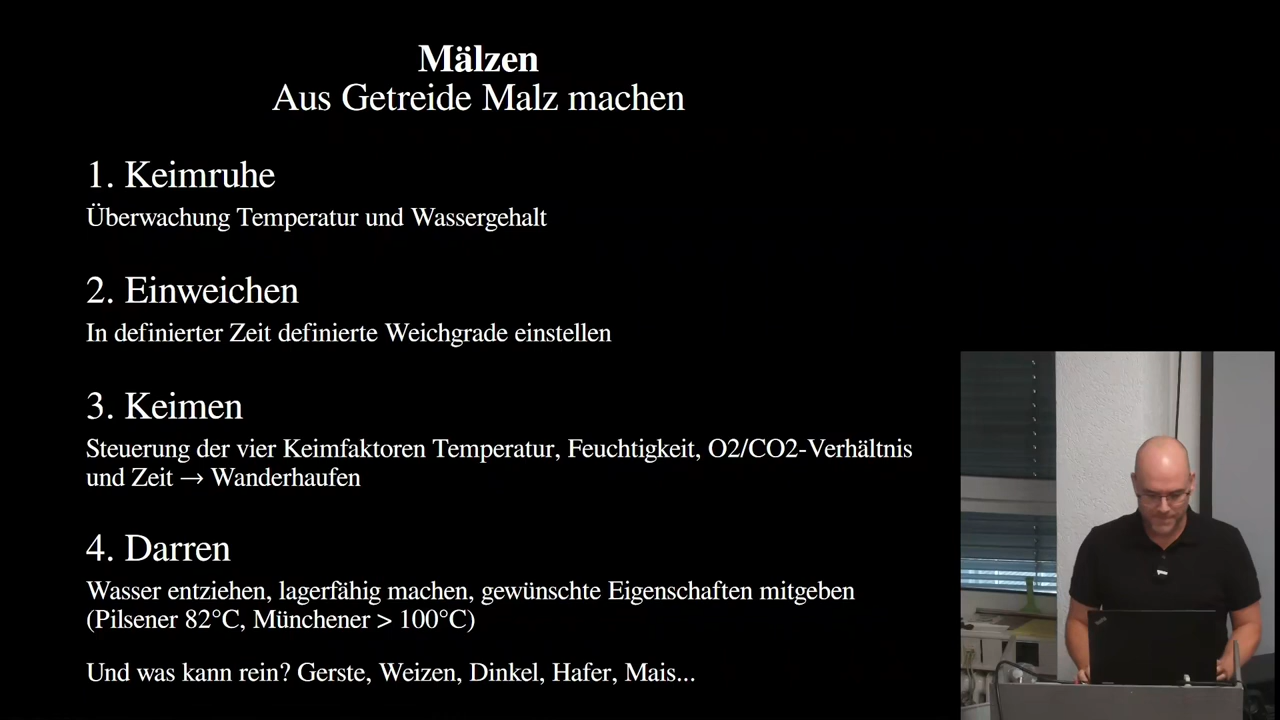 Mälzen
Aus Getreide Malz machen
1. Keimruhe
Überwachung Temperatur und Wassergehalt
2. Einweichen
In definierter Zeit definierte Weichgrade einstellen
3. Keimen
Steuerung der vier Keimfaktoren Temperatur, Feuchtigkeit, O2/CO2-Verhältnis
und Zeit → Wanderhaufen
4. Darren
Wasser entziehen, lagerfähig machen, gewünschte Eigenschaften mitgeben
(Pilsener 82°C, Münchener > 100°C)
Und was kann rein? Gerste, Weizen, Dinkel, Hafer, Mais...